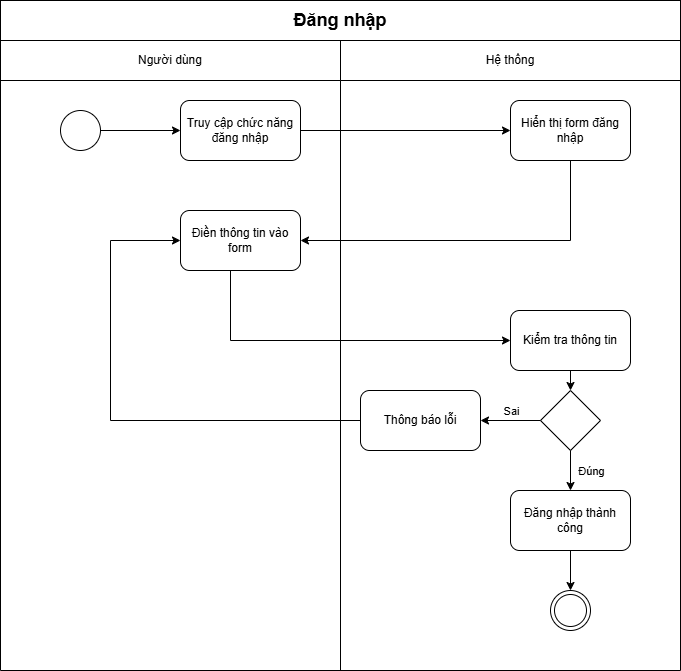 Đăng nhập
Người dùng
Hệ thông
Truy cập chức năng
đăng nhập
Hiển thị form đăng
nhập
Điền thông tin vào
form
Kiểm tra thông tin
Thông báo lỗi
Sai
Đúng
Đăng nhập thành
công